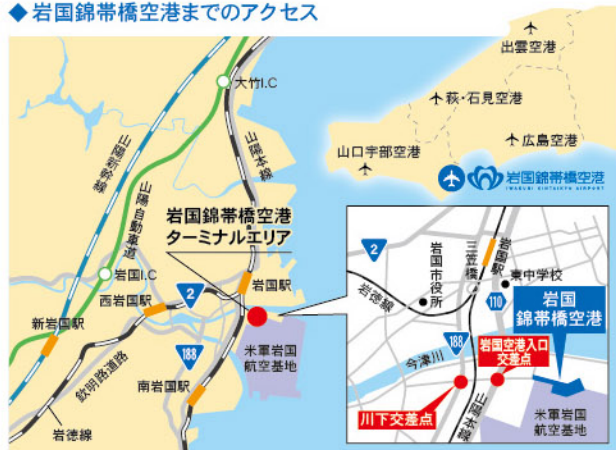 ◆ 岩国錦帯橋空港までのアクセス
出雲空港
萩・石見空港
広島空港
山口宇部空港
岩国錦帯橋空港
IWAKUNI KINTAIKYO AIRPORT
大竹I.C
山陽本線
山陽新幹線
山陽自動車道
岩国錦帯橋空港
ターミナルエリア
岩国I.C
岩国駅
西岩国駅
2
新岩国駅
欽明路道路
188
米軍岩国
航空基地
南岩国駅
岩徳線
2
岩国市役所
三笠橋
岩国駅
東中学校
岩徳線
110
岩国
錦帯橋空港
188
今津川
岩国空港入口
交差点
川下交差点
山陽本線
米軍岩国
航空基地